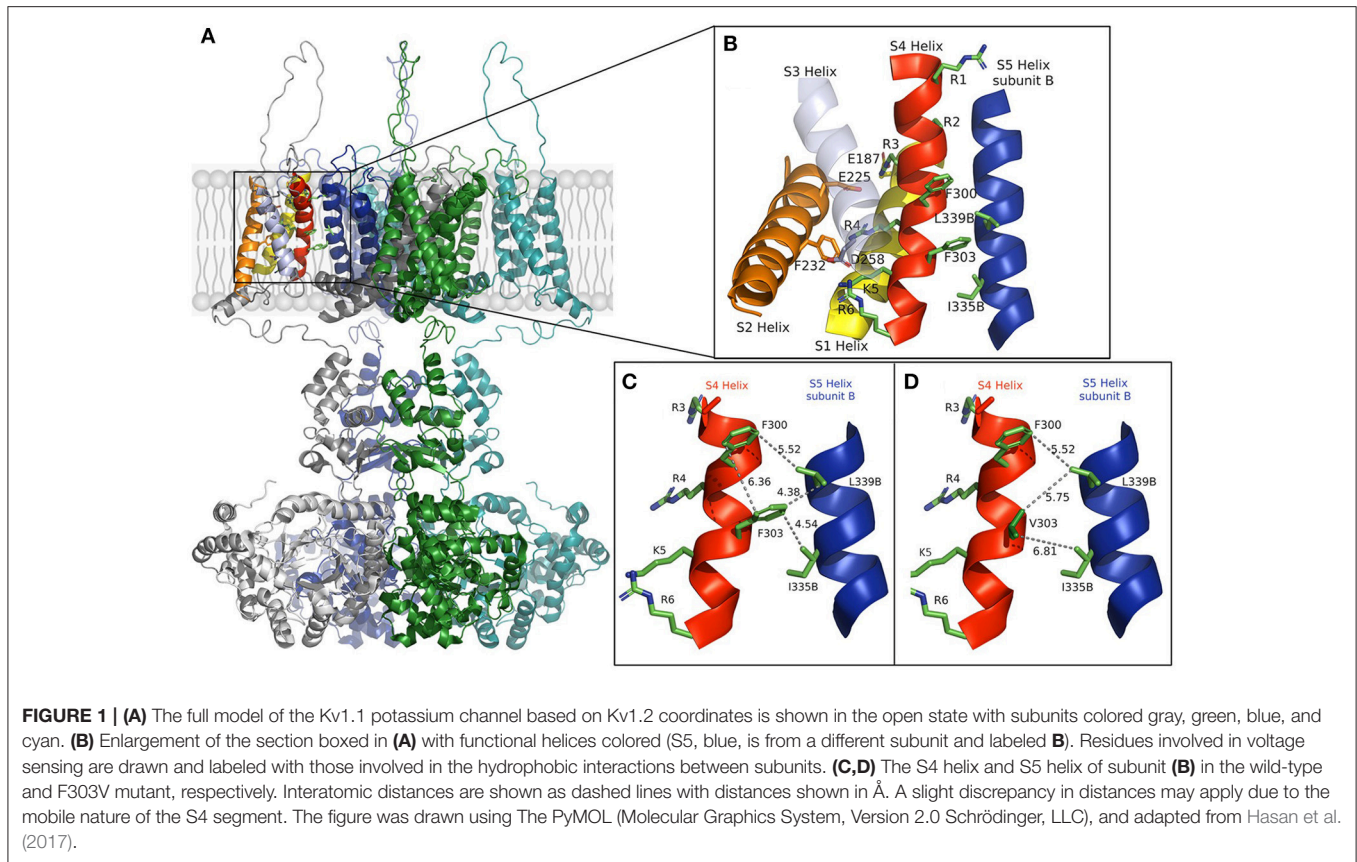 A
B
S4 Helix
S3 Helix
R1
S5 Helix
subunit B
R2
R3
E187
E225
F300
L339B
R4
F232
D258
F303
K5
R6
I335B
S2 Helix
S1 Helix
C
S4 Helix
S5 Helix
subunit B
R3
F300
5.52
R4
6.36
4.38
L339B
4.54
F303
K5
I335B
R6
D
S4 Helix
S5 Helix
subunit B
R3
F300
5.52
R4
L339B
5.75
V303
K5
6.81
I335B
R6
FIGURE 1 | (A) The full model of the Kv1.1 potassium channel based on Kv1.2 coordinates is shown in the open state with subunits colored gray, green, blue, and
cyan. (B) Enlargement of the section boxed in (A) with functional helices colored (S5, blue, is from a different subunit and labeled B). Residues involved in voltage
sensing are drawn and labeled with those involved in the hydrophobic interactions between subunits. (C,D) The S4 helix and S5 helix of subunit (B) in the wild-type
and F303V mutant, respectively. Interatomic distances are shown as dashed lines with distances shown in Å. A slight discrepancy in distances may apply due to the
mobile nature of the S4 segment. The figure was drawn using The PyMOL (Molecular Graphics System, Version 2.0 Schrödinger, LLC), and adapted from Hasan et al.
(2017).